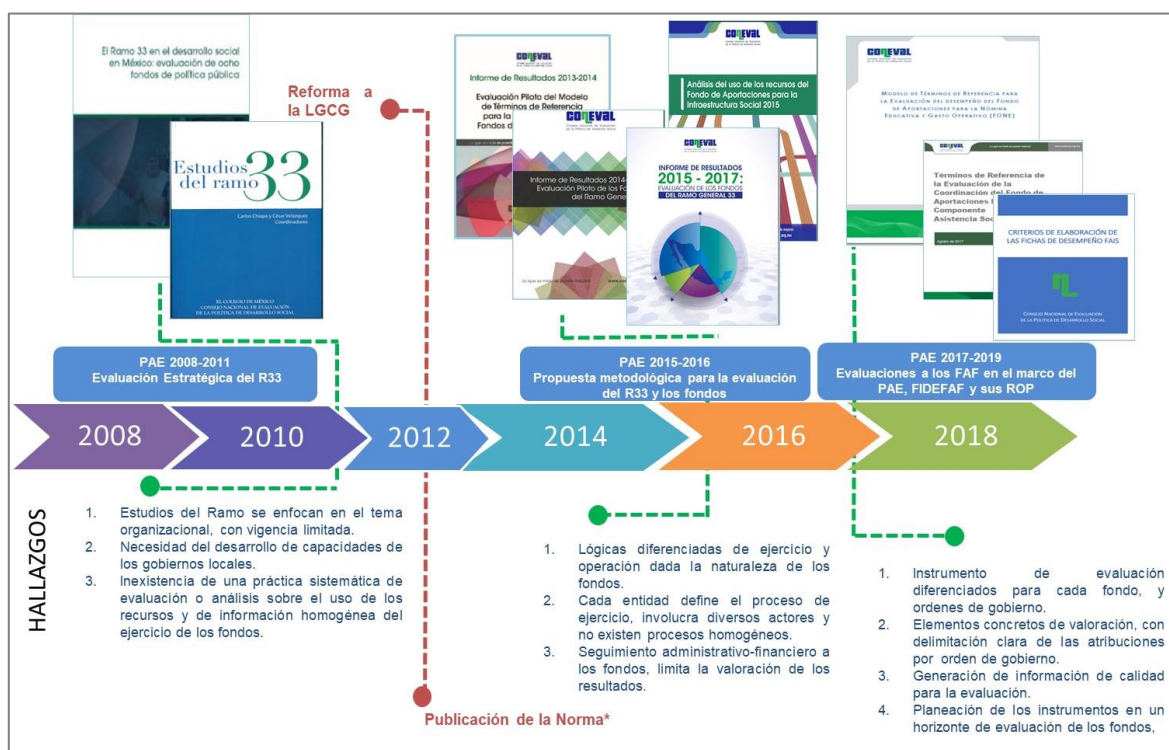 El Ramo 33 en el desarrollo social
en México: evaluación de ocho
fondos de política pública
Estudios
del ramo 33
Carlos Chiapa y César Velázquez
Coordinadores
EL COLEGIO DE MÉXICO
CONSEJO NACIONAL DE EVALUACIÓN
DE LA POLÍTICA DE DESARROLLO SOCIAL
Reforma a
la LGCG
CONEVAL
Informe de Resultados 2013-2014
Evaluación Piloto del Modelo
de Términos de Referencia
para la
Fondos de
CONEVAL
Informe de Resultados 2014-
Evaluación Piloto de los Fo
del Ramo Gener
CONEVAL
Análisis del uso de los recursos del
Fondo de Aportaciones para la
Infraestructura Social 2015
CONEVAL
INFORME DE RESULTADOS
2015 - 2017:
EVALUACIÓN DE LOS FONDOS
DEL RAMO GENERAL 33
CONEVAL
MODELO DE TÉRMINOS DE REFERENCIA PARA
LA EVALUACIÓN DEL DESEMPEÑO DEL FONDO
DE APORTACIONES PARA LA NÓMINA
EDUCATIVA Y GASTO OPERATIVO (FONE)
CONEVAL
Términos de Referencia de
la Evaluación de la
Coordinación del Fondo de
Aportaciones
Componente
Asistencia Soc
Agosto de 2017
CRITERIOS DE ELABORACIÓN DE
LAS FICHAS DE DESEMPEÑO FAIS
CONSEJO NACIONAL DE EVALUACIÓN
DE LA POLÍTICA DE DESARROLLO SOCIAL
PAE 2008-2011
Evaluación Estratégica del R33
PAE 2015-2016
Propuesta metodológica para la evaluación
del R33 y los fondos
PAE 2017-2019
Evaluaciones a los FAF en el marco del
PAE, FIDEFAF y sus ROP
2008
2010
2012
2014
2016
2018
HALLAZGOS
1. Estudios del Ramo se enfocan en el tema
organizacional, con vigencia limitada.
2. Necesidad del desarrollo de capacidades de
los gobiernos locales.
3. Inexistencia de una práctica sistemática de
evaluación o análisis sobre el uso de los
recursos y de información homogénea del
ejercicio de los fondos.
Publicación de la Norma*
1. Lógicas diferenciadas de ejercicio y
operación dada la naturaleza de los
fondos.
2. Cada entidad define el proceso de
ejercicio, involucra diversos actores y
no existen procesos homogéneos.
3. Seguimiento administrativo-financiero a
los fondos, limita la valoración de los
resultados.
1. Instrumento de evaluación
diferenciados para cada fondo, y
ordenes de gobierno.
2. Elementos concretos de valoración, con
delimitación clara de las atribuciones
por orden de gobierno.
3. Generación de información de calidad
para la evaluación.
4. Planeación de los instrumentos en un
horizonte de evaluación de los fondos,